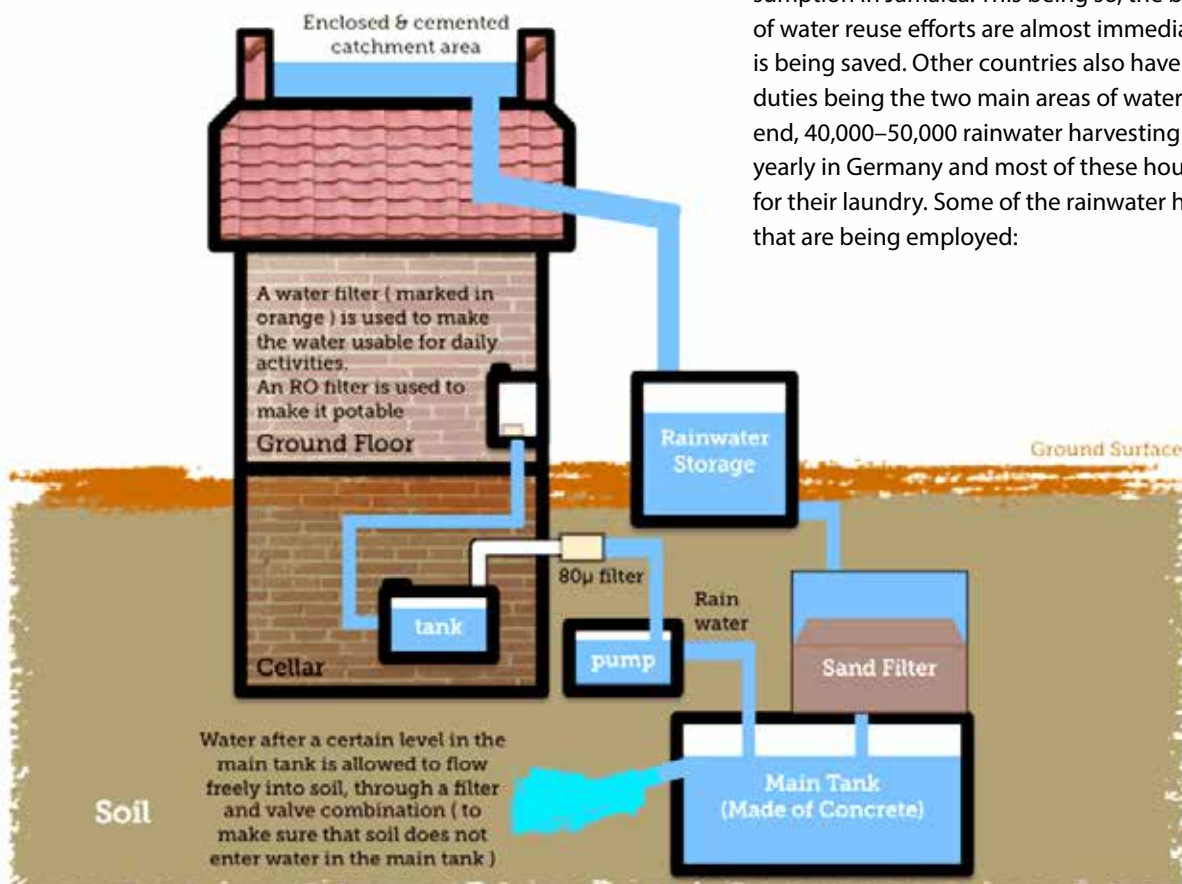 sumption in Jamaica. This being so, the b
of water reuse efforts are almost immedia
is being saved. Other countries also have
duties being the two main areas of water
end, 40,000–50,000 rainwater harvesting
yearly in Germany and most of these hou
for their laundry. Some of the rainwater h
that are being employed:
Enclosed & cemented
catchment area
A water filter ( marked in
orange ) is used to make
the water usable for daily
activities.
An RO filter is used to
make it potable
Ground Floor
Rainwater
Storage
Ground Surface
80µ filter
tank
Rain
water
pump
Sand Filter
Cellar
Water after a certain level in the
main tank is allowed to flow
freely into soil, through a filter
and valve combination ( to
make sure that soil does not
enter water in the main tank )
Soil
Main Tank
(Made of Concrete)